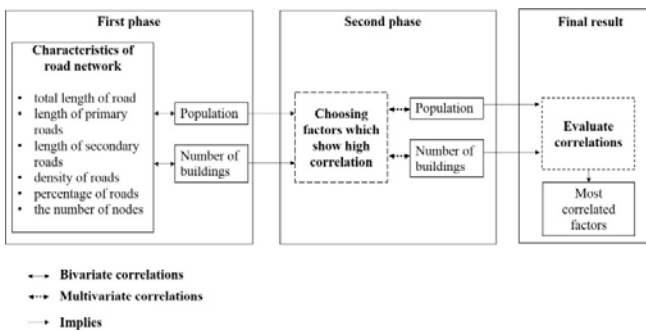 First phase
Characteristics of
road network
• total length of road
• length of primary
roads
• length of secondary
roads
• density of roads
• percentage of roads
• the number of nodes
Population
Number of
buildings
Second phase
Choosing
factors which
show high
correlation
Population
Number of
buildings
Final result
Evaluate
correlations
Most
correlated
factors
Bivariate correlations
Multivariate correlations
Implies